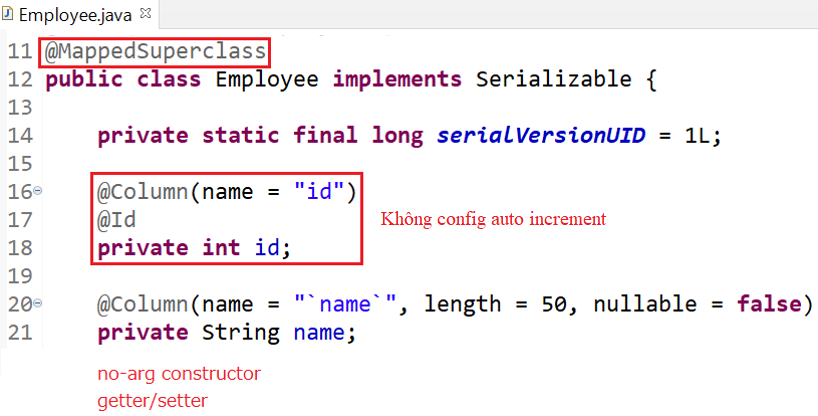 Employee.java
11 @MappedSuperclass
12 public class Employee implements Serializable {
13
14 private static final long serialVersionUID = 1L;
15
16 @Column(name = "id")
17 @Id Không config auto increment
18 private int id;
19
20 @Column(name = "`name`", length = 50, nullable = false)
21 private String name;
no-arg constructor
getter/setter